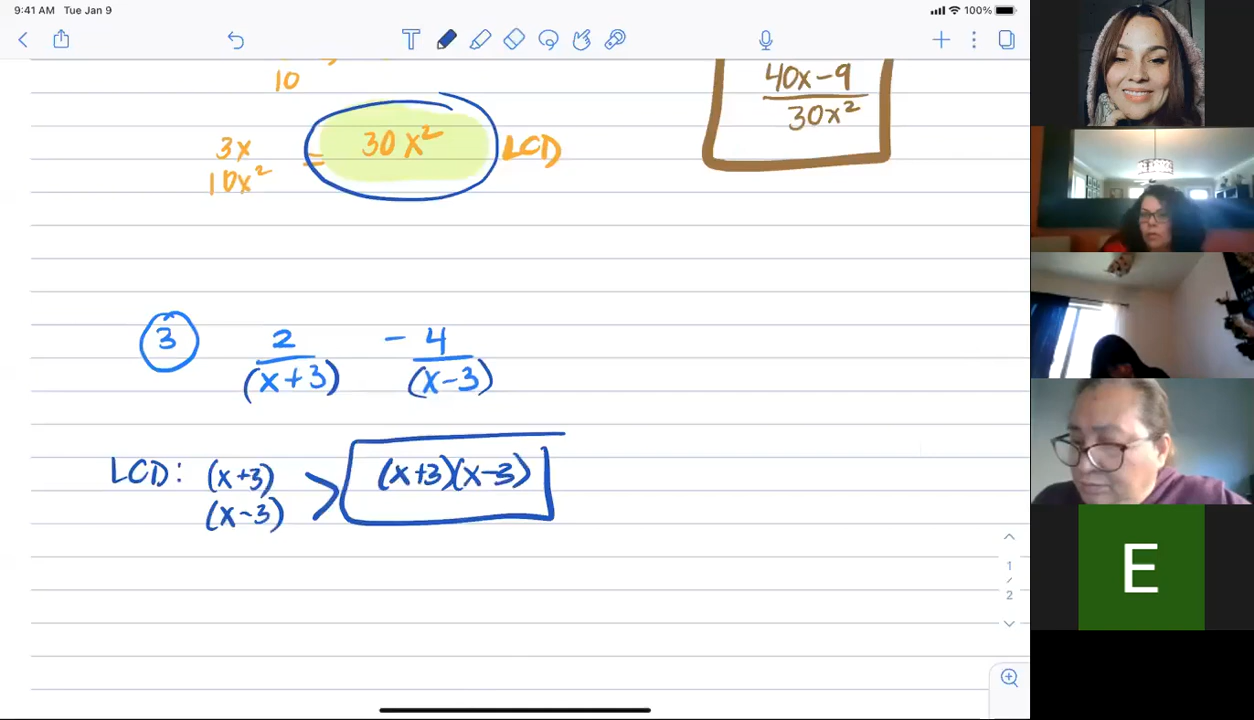 9:41 AM Tue Jan 9
100%
10
3x
10x² = 30x² LCD
40x-9
30x²
3
2 - 4
(x+3) (x-3)
LCD: (x+3) > (x+3)(x-3)
(x-3)
1
/
2
E